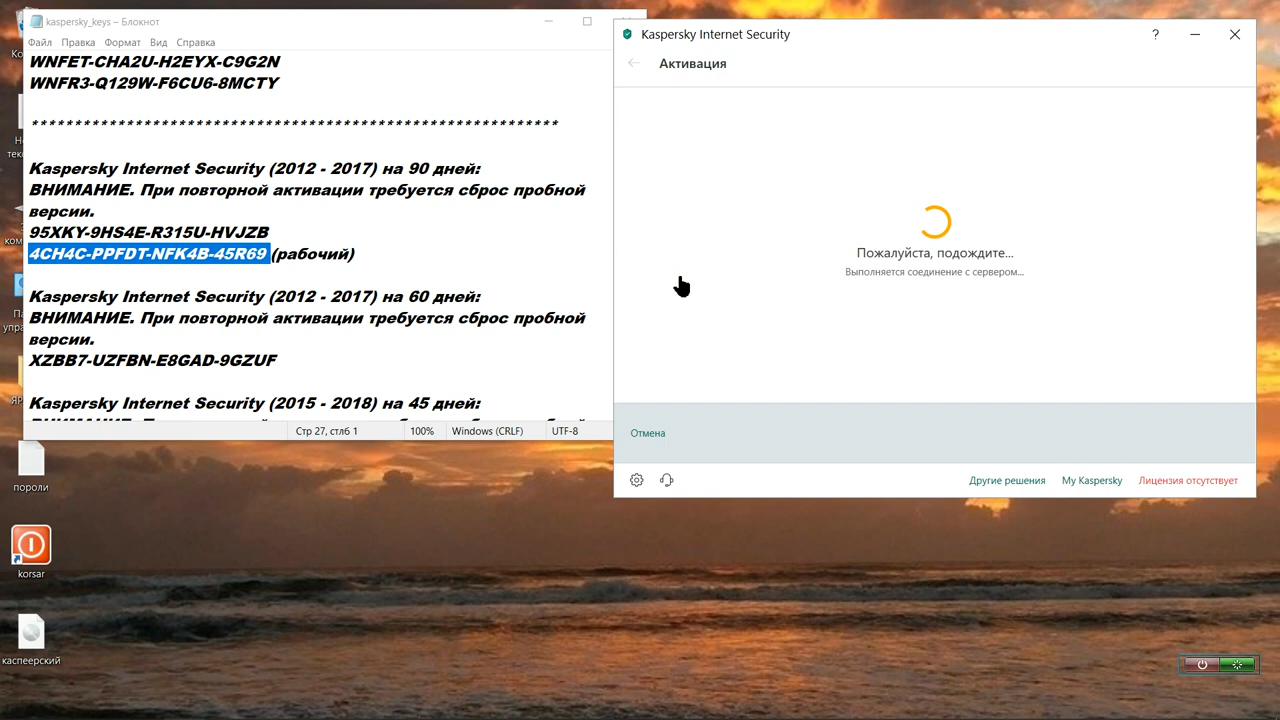 kaspersky_keys – Блокнот
Файл Правка Формат Вид Справка
WNFET-CHA2U-H2EYX-C9G2N
WNFR3-Q129W-F6CU6-8MCTY
*************************************************************
Kaspersky Internet Security (2012 - 2017) на 90 дней:
ВНИМАНИЕ. При повторной активации требуется сброс пробной
версии.
95XKY-9HS4E-R315U-HVJZB
4CH4C-PPFDT-NFK4B-45R69 (рабочий)
Kaspersky Internet Security (2012 - 2017) на 60 дней:
ВНИМАНИЕ. При повторной активации требуется сброс пробной
версии.
XZBB7-UZFBN-E8GAD-9GZUF
Kaspersky Internet Security (2015 - 2018) на 45 дней:
Стр 27, стлб 1 100% Windows (CRLF) UTF-8
Kaspersky Internet Security
?
Активация
Пожалуйста, подождите...
Выполняется соединение с сервером...
Отмена
Другие решения My Kaspersky Лицензия отсутствует
пороли
korsar
каспеерский